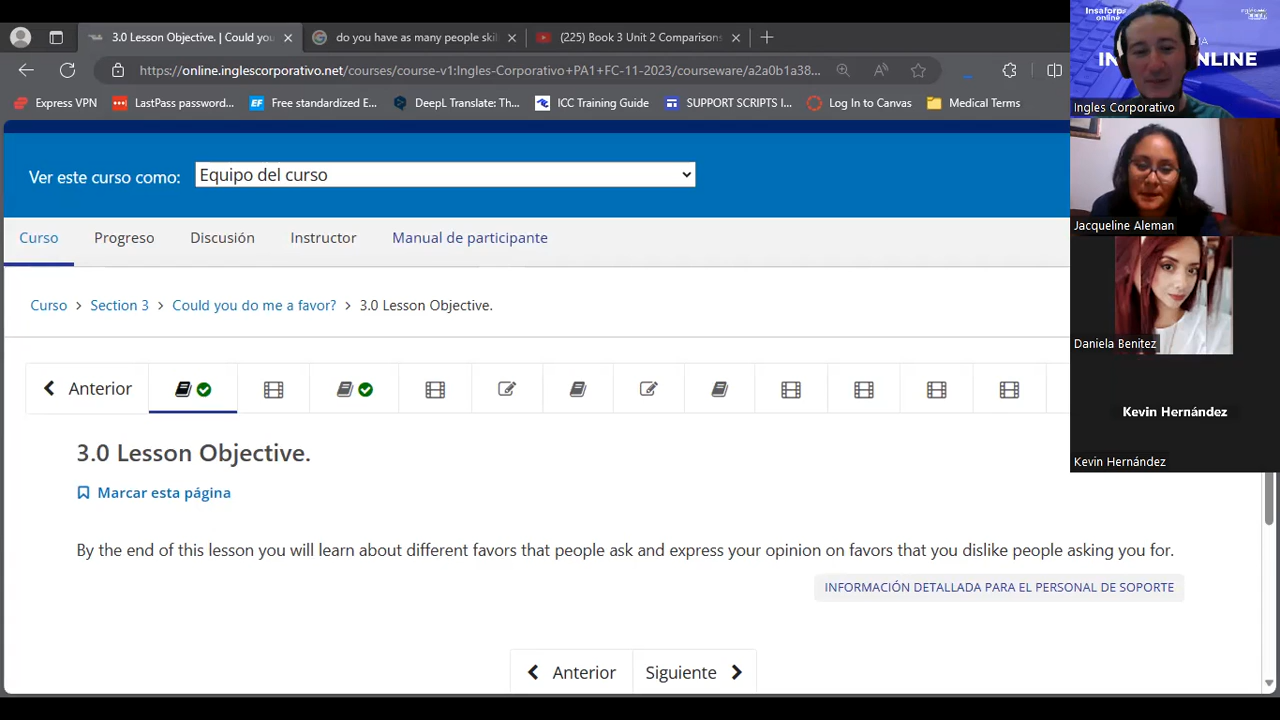 3.0 Lesson Objective. | Could you
do you have as many people skil
(225) Book 3 Unit 2 Comparisons
https://online.inglescorporativo.net/courses/course-v1:Ingles-Corporativo+PA1+FC-11-2023/courseware/a2a0b1a38...
Express VPN
LastPass password...
EF
Free standardized E...
DeepL Translate: Th...
ICC Training Guide
SUPPORT SCRIPTS I...
Log In to Canvas
Medical Terms
Ver este curso como:
Equipo del curso
Curso
Progreso
Discusión
Instructor
Manual de participante
Curso > Section 3 > Could you do me a favor? > 3.0 Lesson Objective.
Anterior
3.0 Lesson Objective.
Marcar esta página
By the end of this lesson you will learn about different favors that people ask and express your opinion on favors that you dislike people asking you for.
INFORMACIÓN DETALLADA PARA EL PERSONAL DE SOPORTE
Anterior
Siguiente
Insaforp
online
IN NLINE
Ingles Corporativo
Jacqueline Aleman
Daniela Benitez
Kevin Hernández
Kevin Hernández